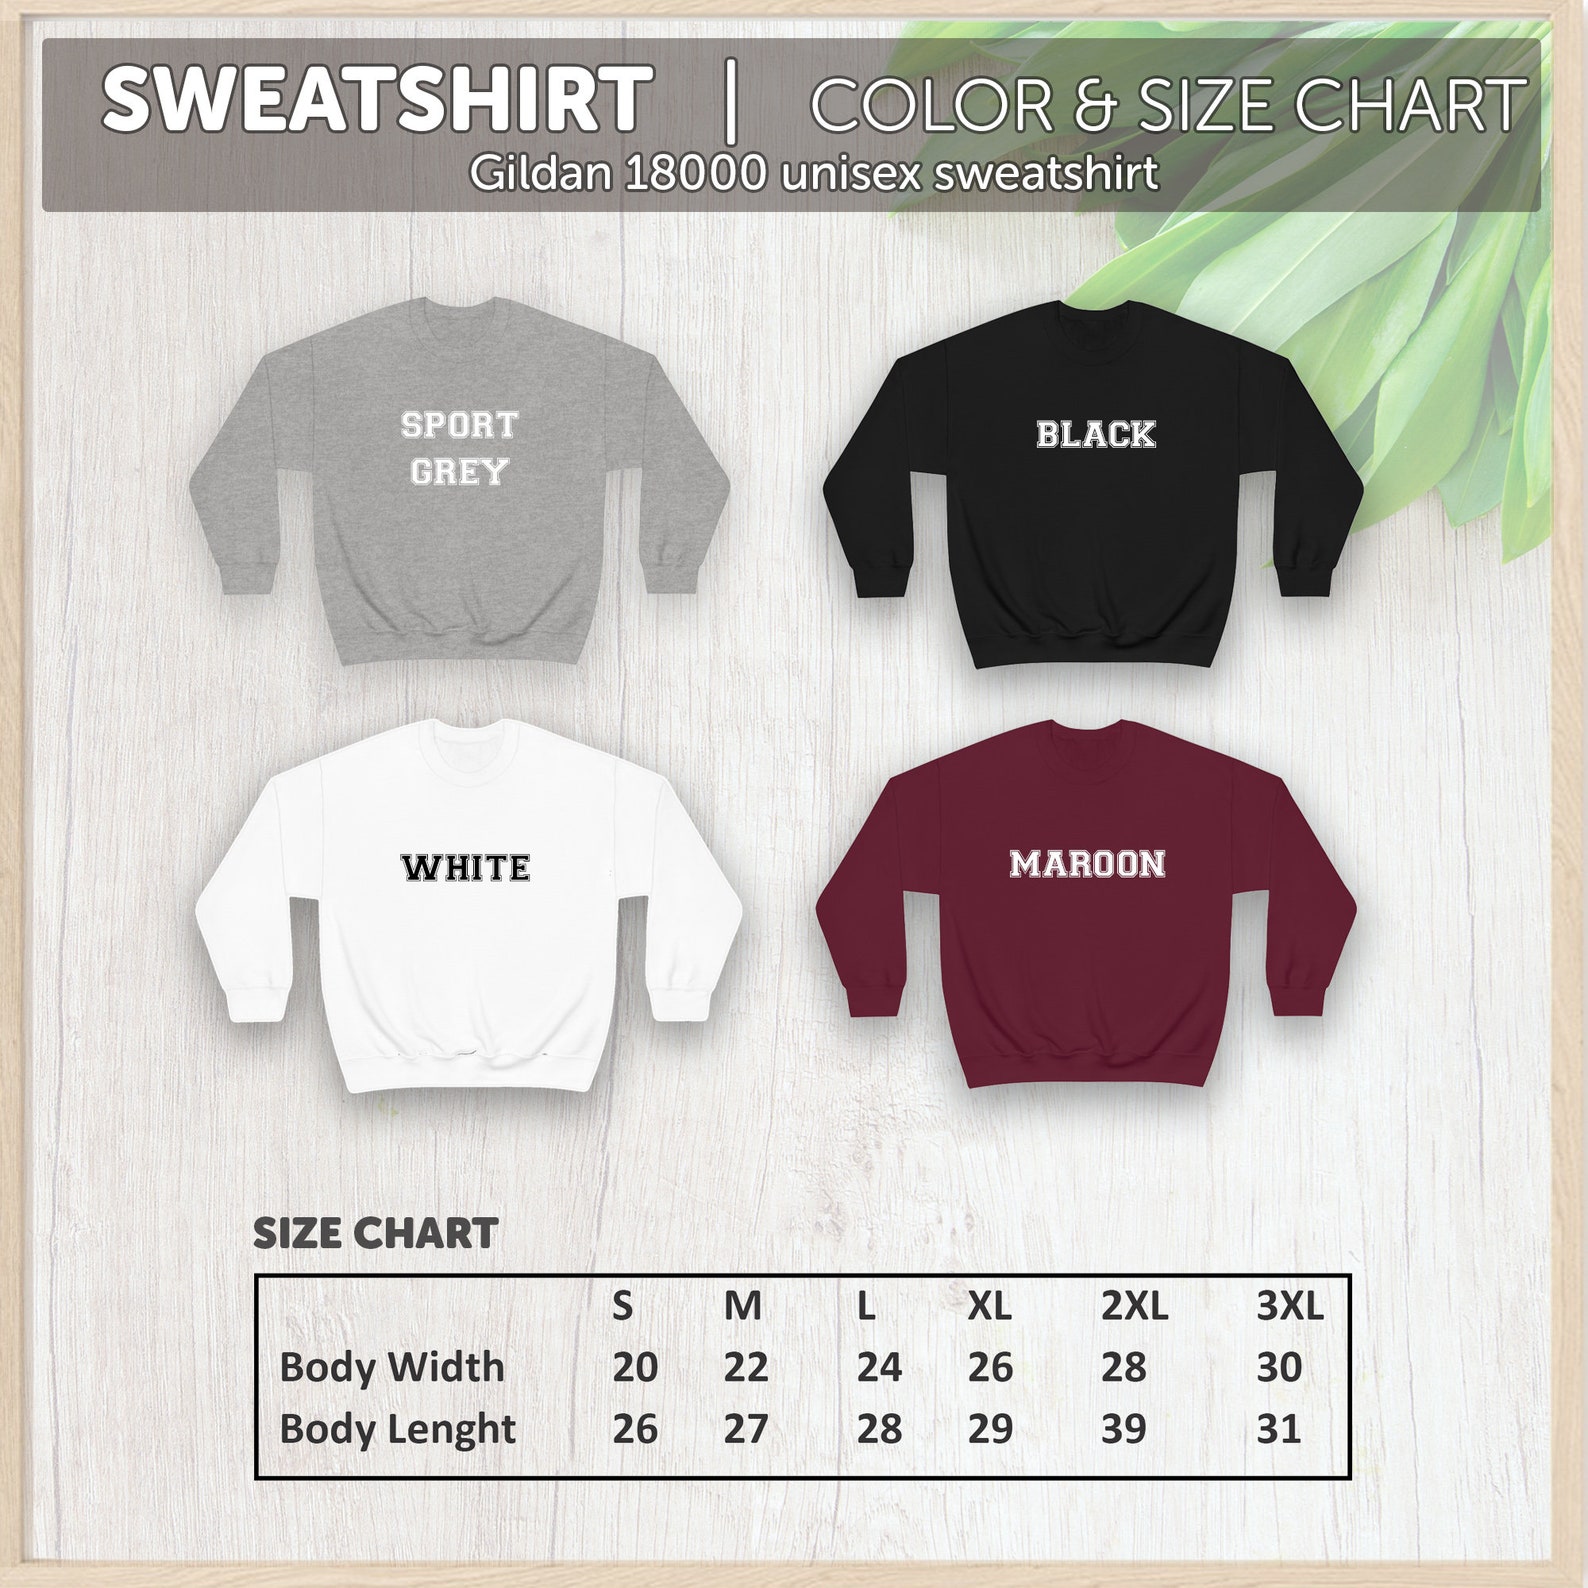 SWEATSHIRT | COLOR & SIZE CHART
Gildan 18000 unisex sweatshirt
SPORT
GREY
BLACK
WHITE
MAROON
SIZE CHART
S M L XL 2XL 3XL
Body Width 20 22 24 26 28 30
Body Lenght 26 27 28 29 39 31